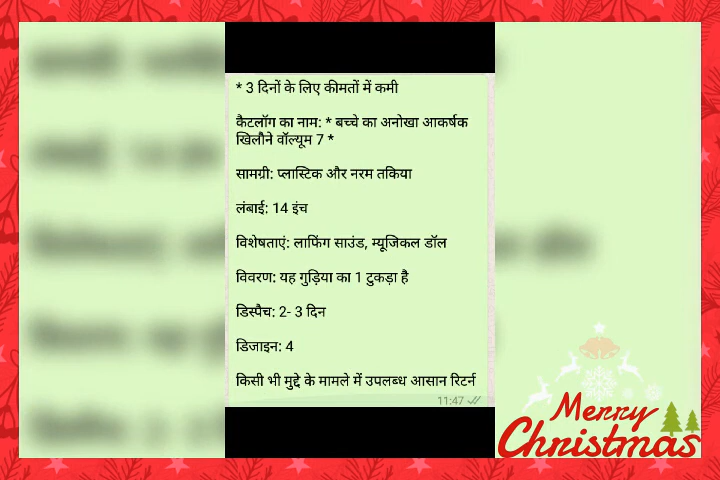 * 3 दिनों के लिए कीमतों में कमी
कैटलॉग का नाम: * बच्चे का अनोखा आकर्षक
खिलौने वॉल्यूम 7 *
सामग्री: प्लास्टिक और नरम तकिया
लंबाई: 14 इंच
विशेषताएं: लाफिंग साउंड, म्यूजिकल डॉल
विवरण: यह गुड़िया का 1 टुकड़ा है
डिस्पैच: 2- 3 दिन
डिजाइन: 4
किसी भी मुद्दे के मामले में उपलब्ध आसान रिटर्न
11:47
Merry
Christmas